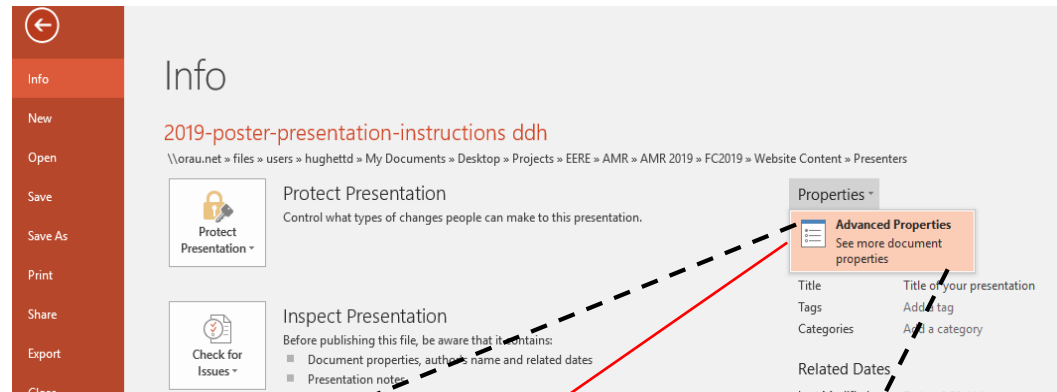 Info
New
Open
Save
Save As
Print
Share
Export
Info
2019-poster-presentation-instructions ddh
\\orau.net » files » users » hughettd » My Documents » Desktop » Projects » EERE » AMR » AMR 2019 » FC2019 » Website Content » Presenters
Protect Presentation
Control what types of changes people can make to this presentation.
Protect
Presentation
Inspect Presentation
Before publishing this file, be aware that it contains:
Document properties, author's name and related dates
Presentation notes
Check for
Issues
Properties
Advanced Properties
See more document
properties
Title Title of your presentation
Tags Add a tag
Categories Add a category
Related Dates